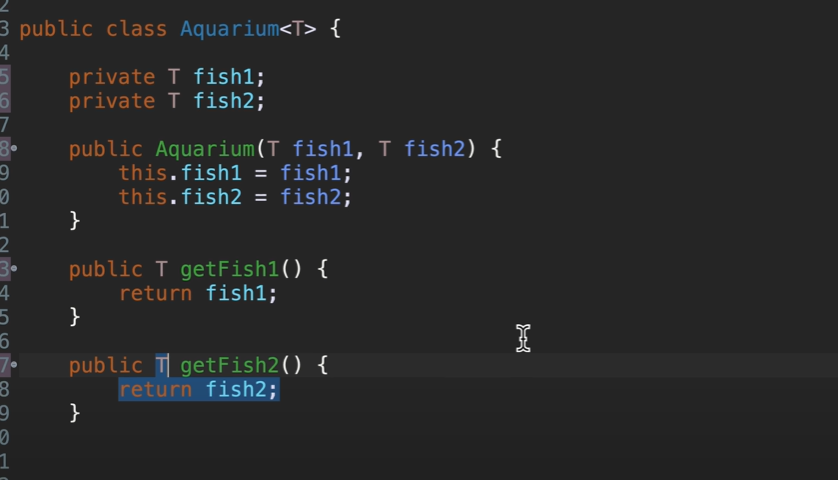 2
3 public class Aquarium<T> {
4
5     private T fish1;
6     private T fish2;
7
8     public Aquarium(T fish1, T fish2) {
9         this.fish1 = fish1;
0         this.fish2 = fish2;
1     }
2
3     public T getFish1() {
4         return fish1;
5     }
6
7     public T getFish2() {
8         return fish2;
9     }
0
1